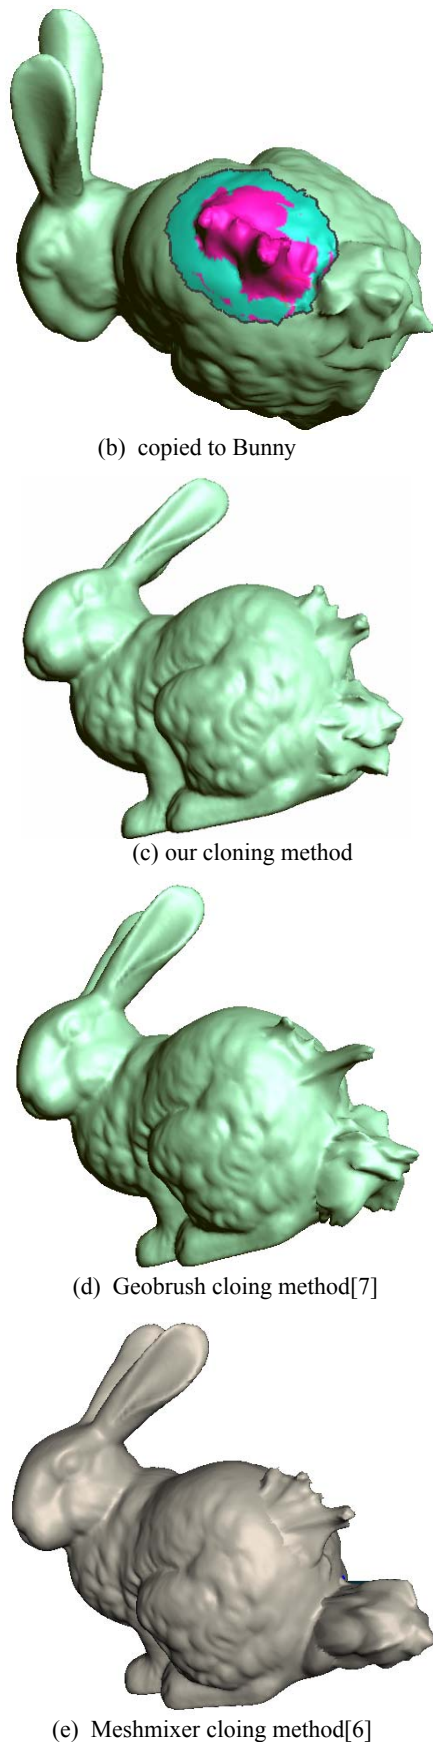 (b) copied to Bunny
(c) our cloning method
(d) Geobrush cloing method[7]
(e) Meshmixer cloing method[6]